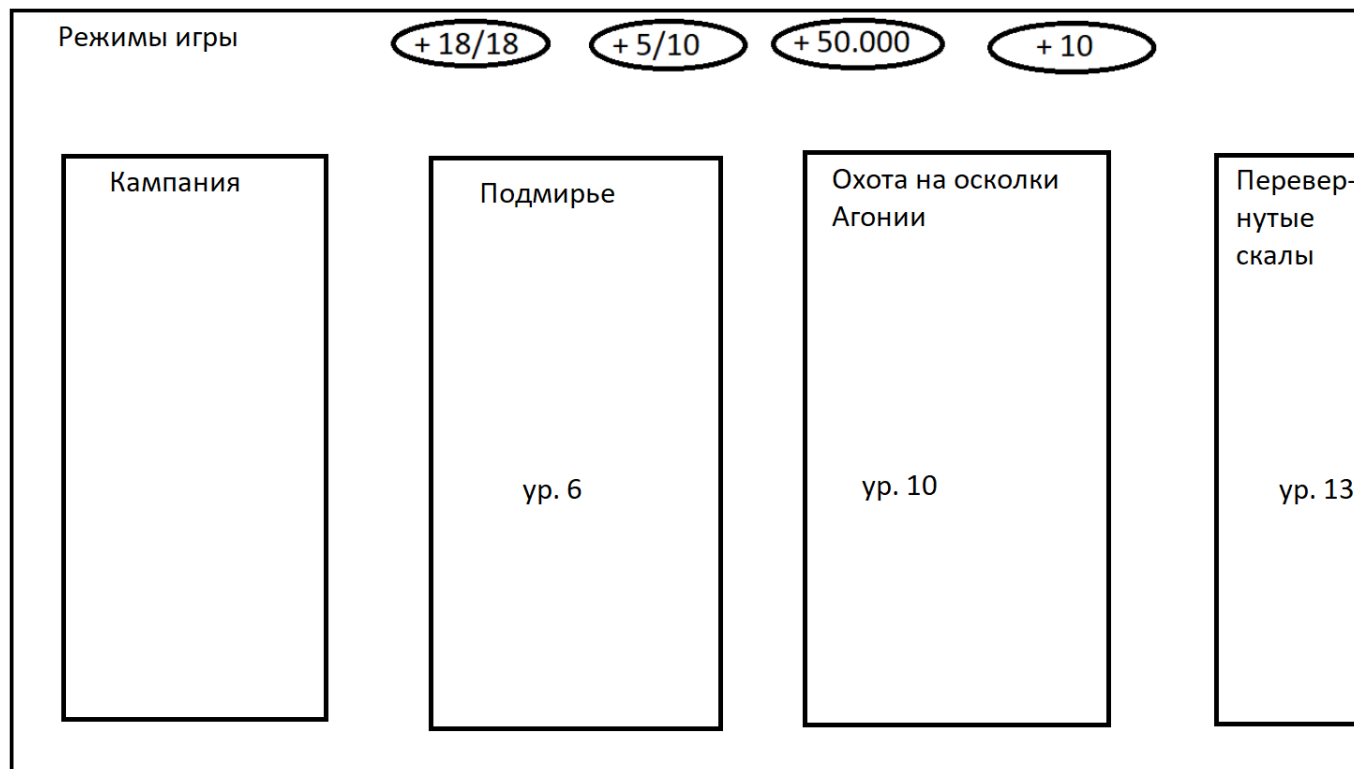 Режимы игры
+ 18/18
+ 5/10
+ 50.000
+ 10
Кампания
Подмирье
ур. 6
Охота на осколки
Агонии
ур. 10
Перевер-
нутые
скалы
ур. 13